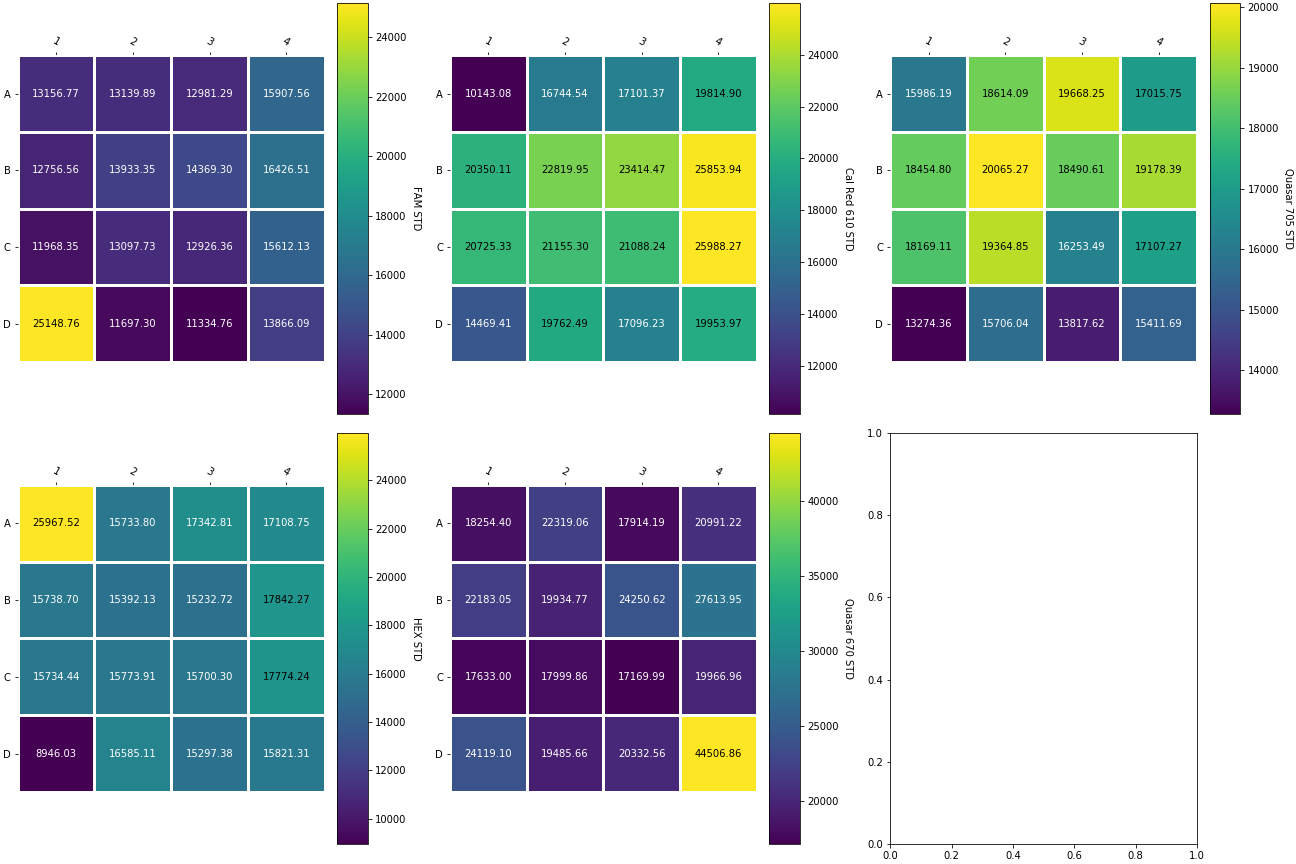 1 2 3 4
A 13156.77 13139.89 12981.29 15907.56
B 12756.56 13933.35 14369.30 16426.51
C 11968.35 13097.73 12926.36 15612.13
D 25148.76 11697.30 11334.76 13866.09
24000
22000
20000
18000
16000
14000
12000
FAM STD
1 2 3 4
A 10143.08 16744.54 17101.37 19814.90
B 20350.11 22819.95 23414.47 25853.94
C 20725.33 21155.30 21088.24 25988.27
D 14469.41 19762.49 17096.23 19953.97
24000
22000
20000
18000
16000
14000
12000
Cal Red 610 STD
1 2 3 4
A 15986.19 18614.09 19668.25 17015.75
B 18454.80 20065.27 18490.61 19178.39
C 18169.11 19364.85 16253.49 17107.27
D 13274.36 15706.04 13817.62 15411.69
20000
19000
18000
17000
16000
15000
14000
Quasar 705 STD
1 2 3 4
A 25967.52 15733.80 17342.81 17108.75
B 15738.70 15392.13 15232.72 17842.27
C 15734.44 15773.91 15700.30 17774.24
D 8946.03 16585.11 15297.38 15821.31
24000
22000
20000
18000
16000
14000
12000
10000
HEX STD
1 2 3 4
A 18254.40 22319.06 17914.19 20991.22
B 22183.05 19934.77 24250.62 27613.95
C 17633.00 17999.86 17169.99 19966.96
D 24119.10 19485.66 20332.56 44506.86
40000
35000
30000
25000
20000
Quasar 670 STD
1.0
0.8
0.6
0.4
0.2
0.0
0.0 0.2 0.4 0.6 0.8 1.0